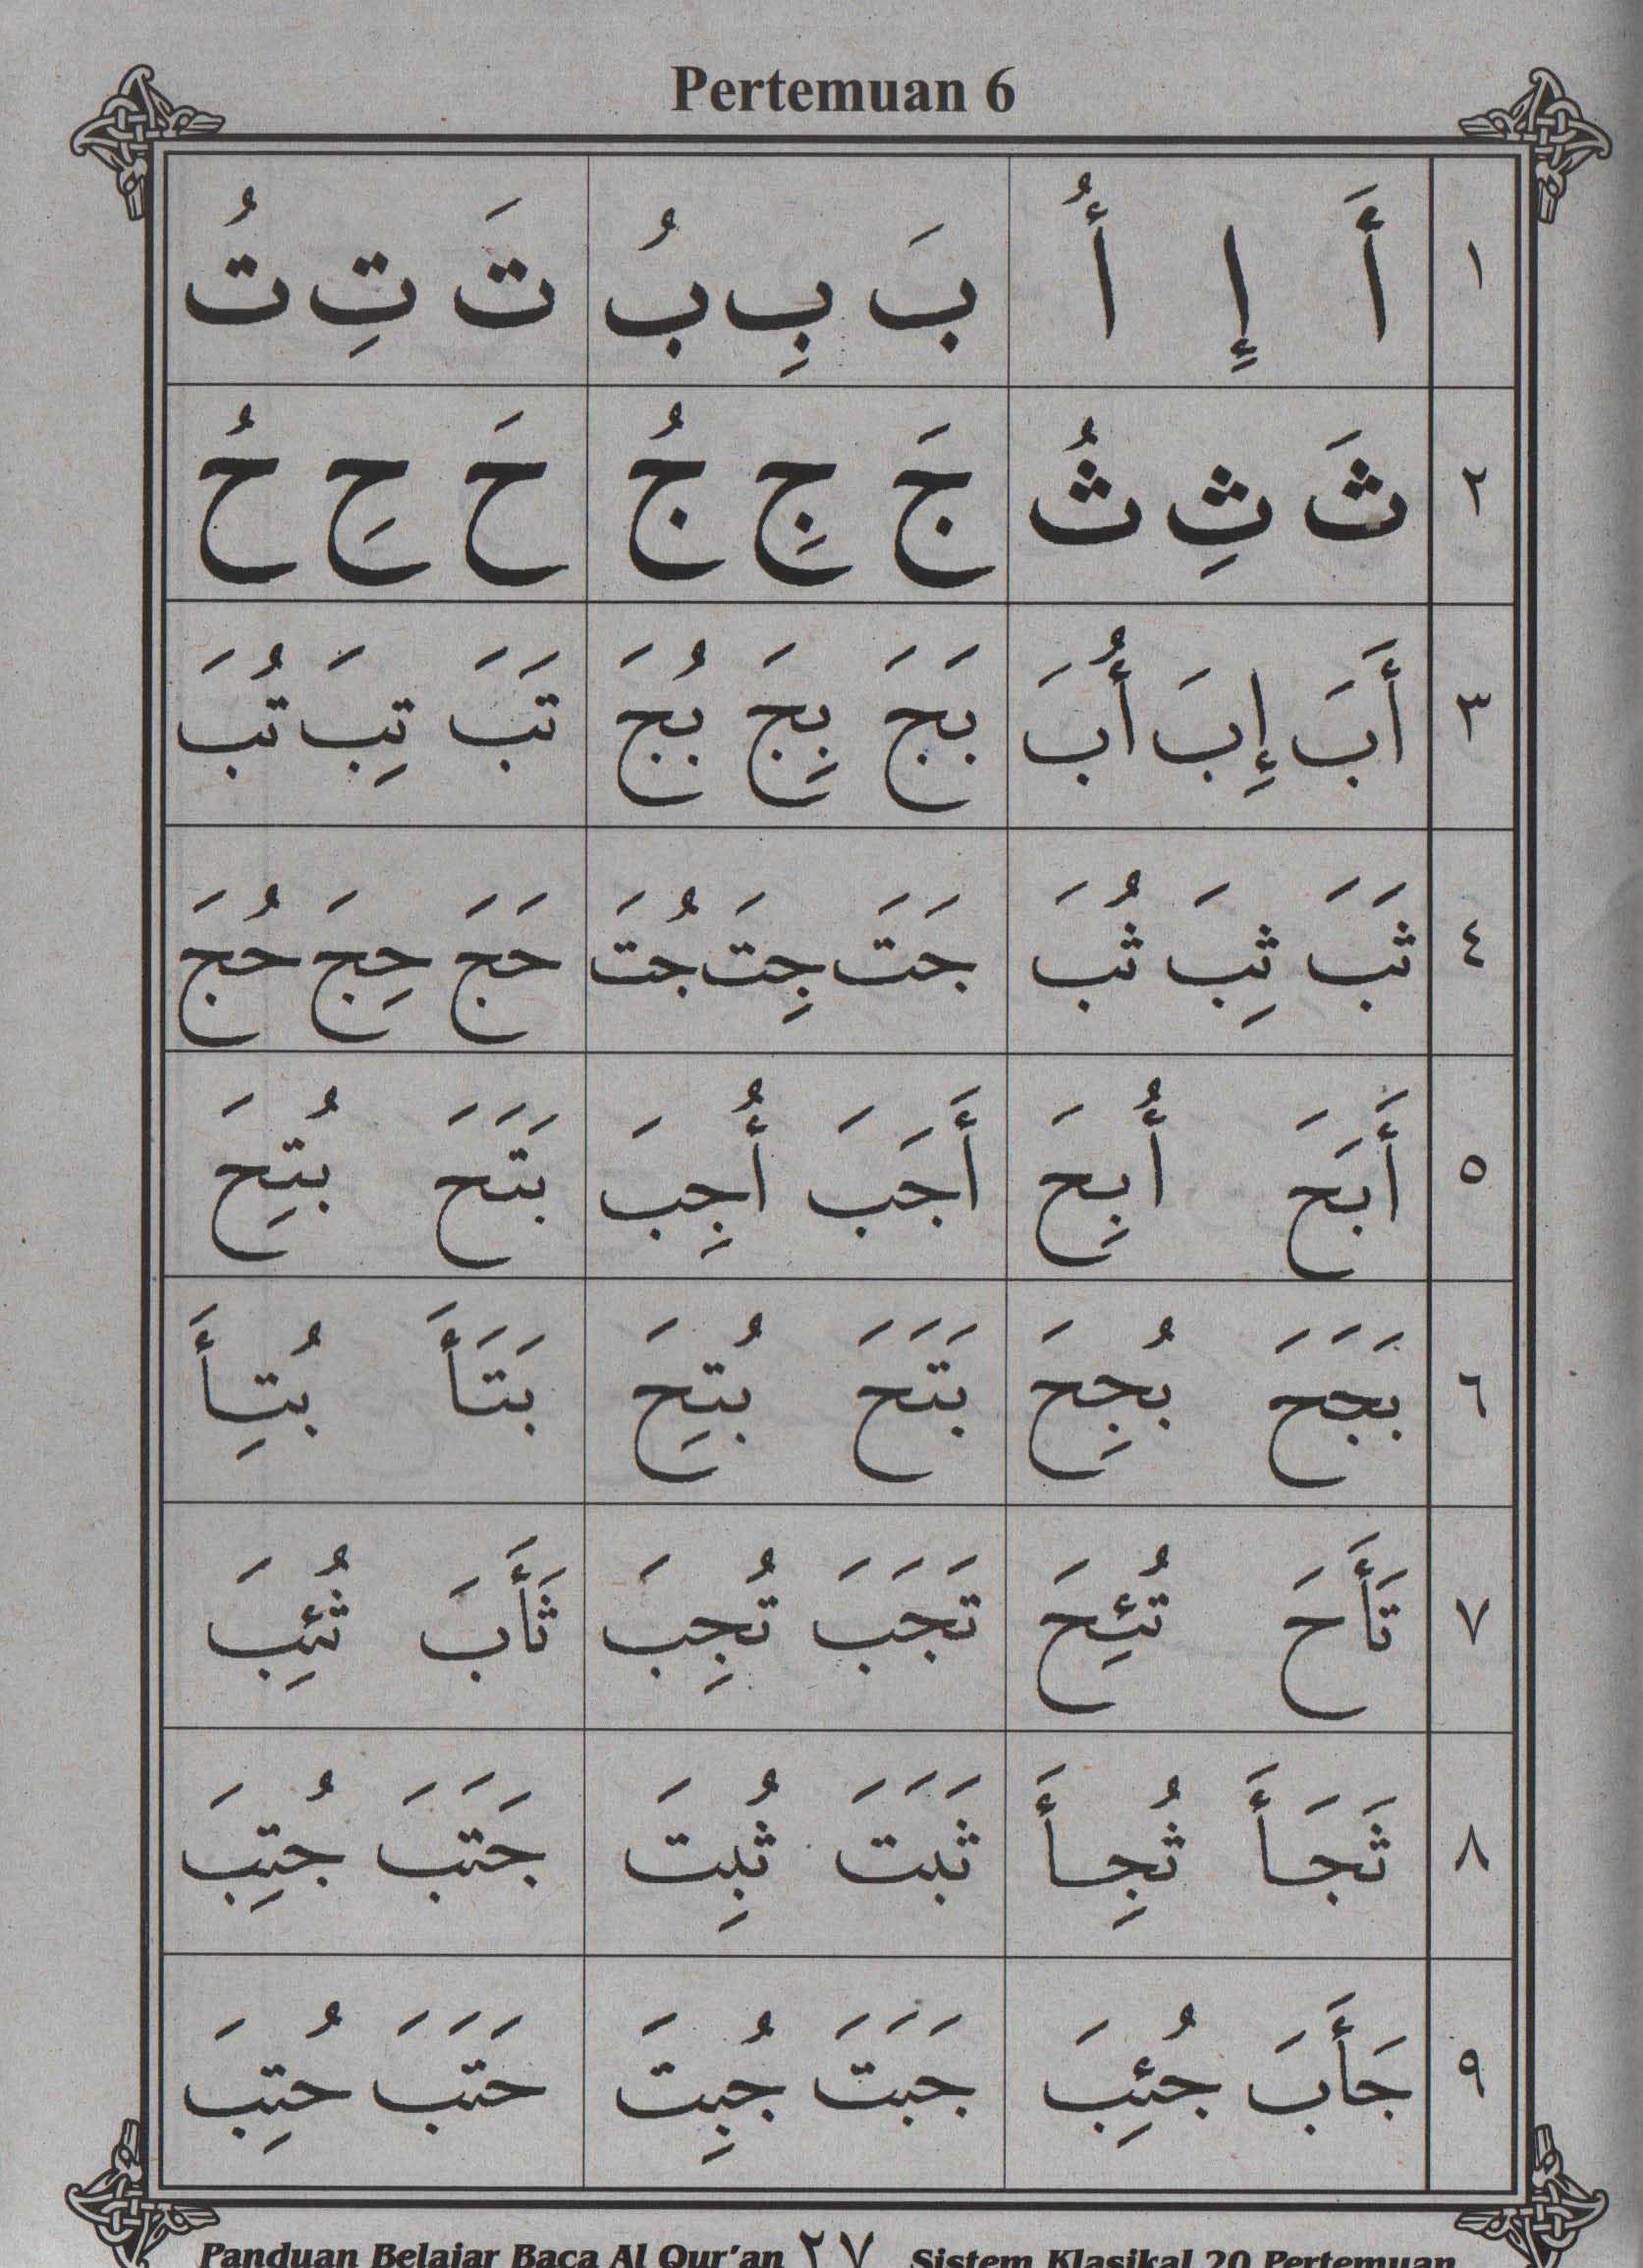 Pertemuan 6
١ أَ إِ أُ بَ بِ بُ تَ تِ تُ
٢ ثَ ثِ ثُ جَ جِ جُ حَ حِ حُ
٣ أَبَ إِبَ أُبَ بَجَ بِجَ بُجَ تَبَ تِبَ تُبَ
٤ ثَبَ ثِبَ ثُبَ جَتَ جِتَ جُتَ حَجَ حِجَ حُجَ
٥ أَبَحَ أُبِحَ أَجَبَ أُجِبَ بَتَحَ بُتِحَ
٦ بَجَحَ بُجِحَ بَتَحَ بُتِحَ بَتَأَ بُتِأَ
٧ تَأَحَ تُئِحَ تَجَبَ تُجِبَ ثَأَبَ ثُئِبَ
٨ ثَجَأَ ثُجِأَ ثَبَتَ ثُبِتَ جَتَبَ جُتِبَ
٩ جَأَبَ جُئِبَ جَبَتَ جُبِتَ حَتَبَ حُتِبَ
Panduan Belajar Baca Al Qur'an ٢٧ Sistem Klasikal 20 Pertemuan